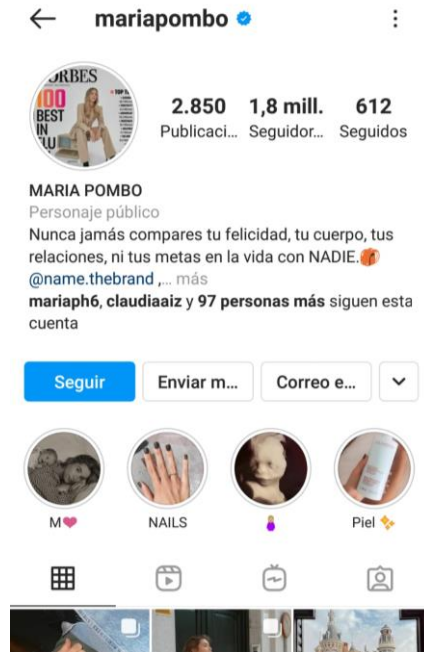 mariapombo
ORBES
100
BEST
IN
2.850 1,8 mill. 612
Publicaci... Seguidor... Seguidos
MARIA POMBO
Personaje público
Nunca jamás compares tu felicidad, tu cuerpo, tus
relaciones, ni tus metas en la vida con NADIE.
@name.thebrand ,... más
mariaph6, claudiaaiz y 97 personas más siguen esta
cuenta
Seguir Enviar m... Correo e...
M NAILS Piel